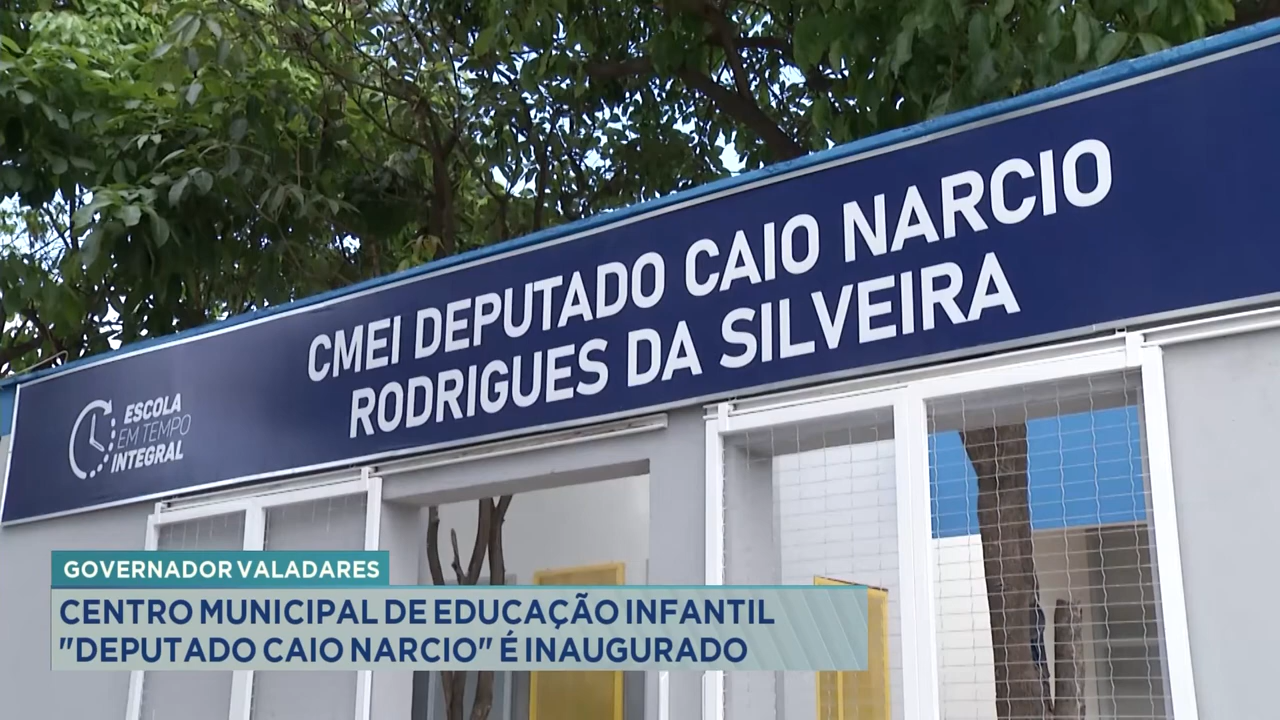 CMEI DEPUTADO CAIO NARCIO
RODRIGUES DA SILVEIRA
ESCOLA
EM TEMPO
INTEGRAL
GOVERNADOR VALADARES
CENTRO MUNICIPAL DE EDUCAÇÃO INFANTIL
"DEPUTADO CAIO NARCIO" É INAUGURADO